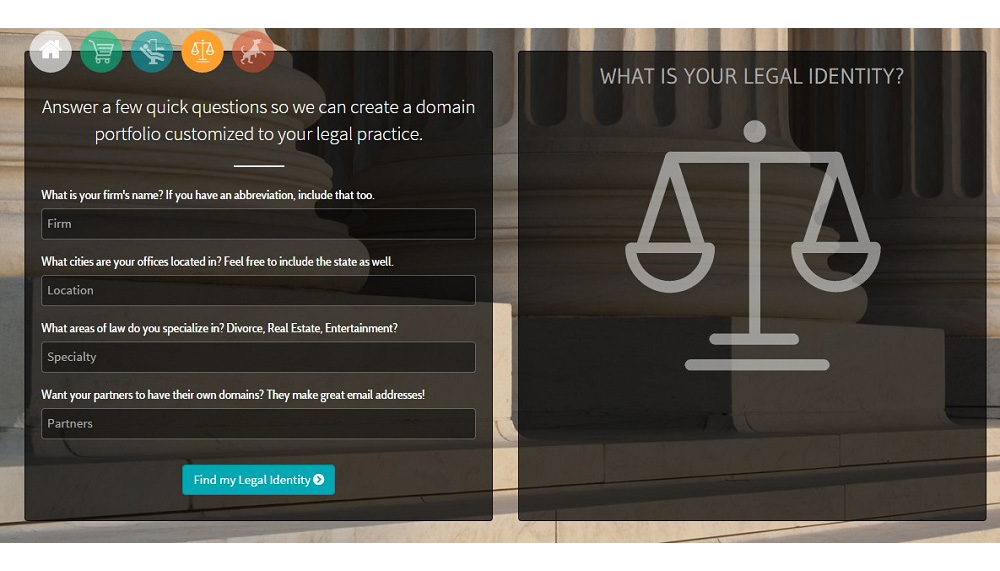 Answer a few quick questions so we can create a domain
portfolio customized to your legal practice.
What is your firm's name? If you have an abbreviation, include that too.
Firm
What cities are your offices located in? Feel free to include the state as well.
Location
What areas of law do you specialize in? Divorce, Real Estate, Entertainment?
Specialty
Want your partners to have their own domains? They make great email addresses!
Partners
Find my Legal Identity
WHAT IS YOUR LEGAL IDENTITY?